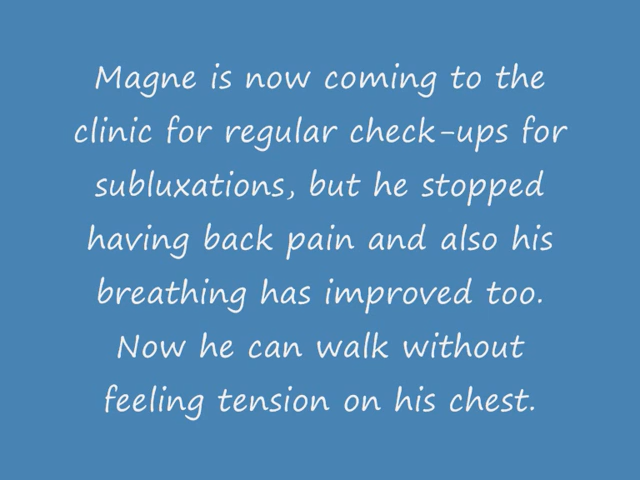 Magne is now coming to the
clinic for regular check-ups for
subluxations, but he stopped
having back pain and also his
breathing has improved too.
Now he can walk without
feeling tension on his chest.